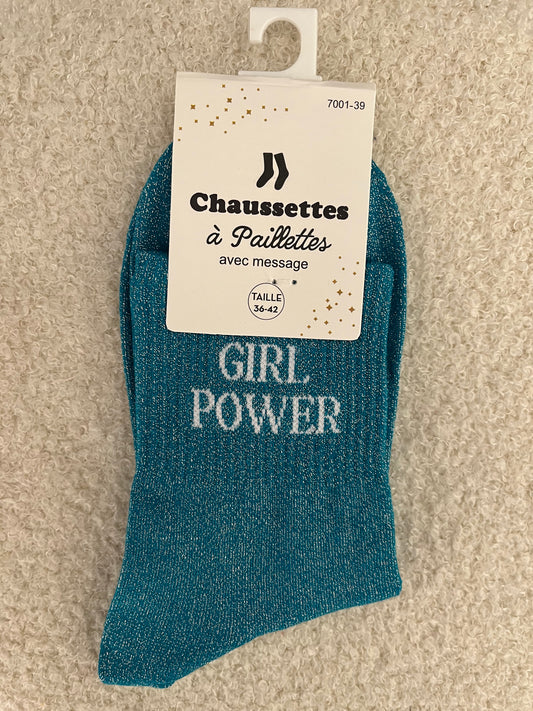 7001-39
Chaussettes
à Paillettes
avec message
TAILLE
36-42
GIRL
POWER